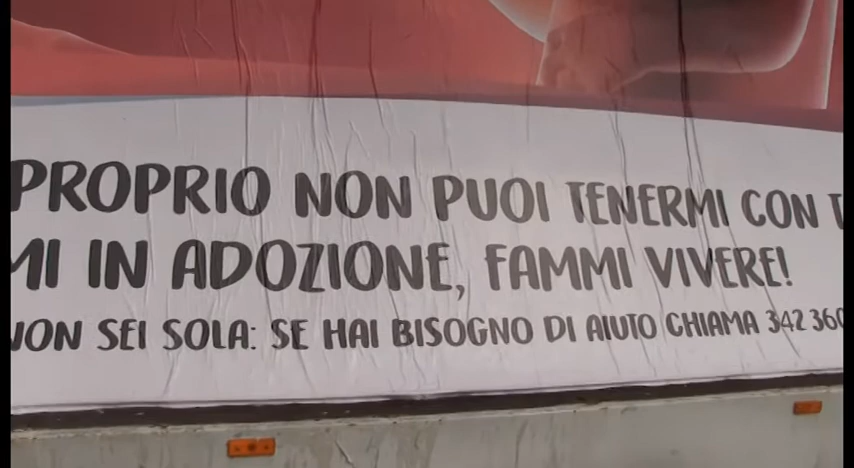 PROPRIO NON PUOI TENERMI CON
MI IN ADOZIONE, FAMMI VIVERE!
NON SEI SOLA: SE HAI BISOGNO DI AIUTO CHIAMA 342 360